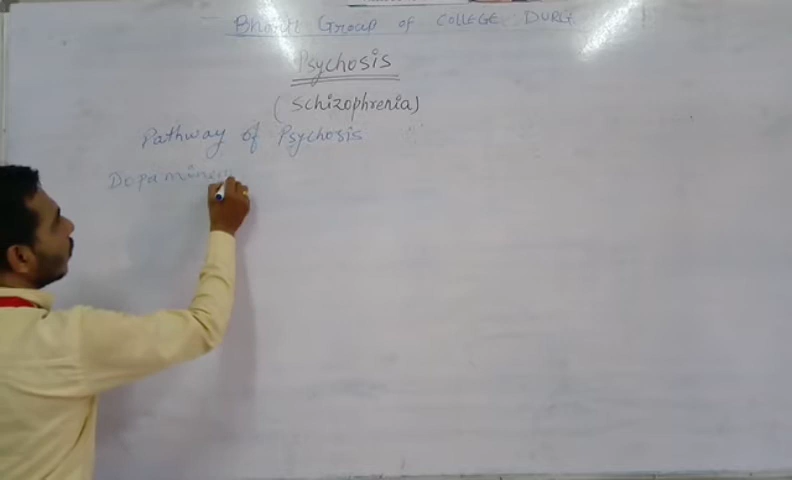 Bharti Group of COLLEGE DURG
Psychosis
(Schizophrenia)
Pathway of Psychosis